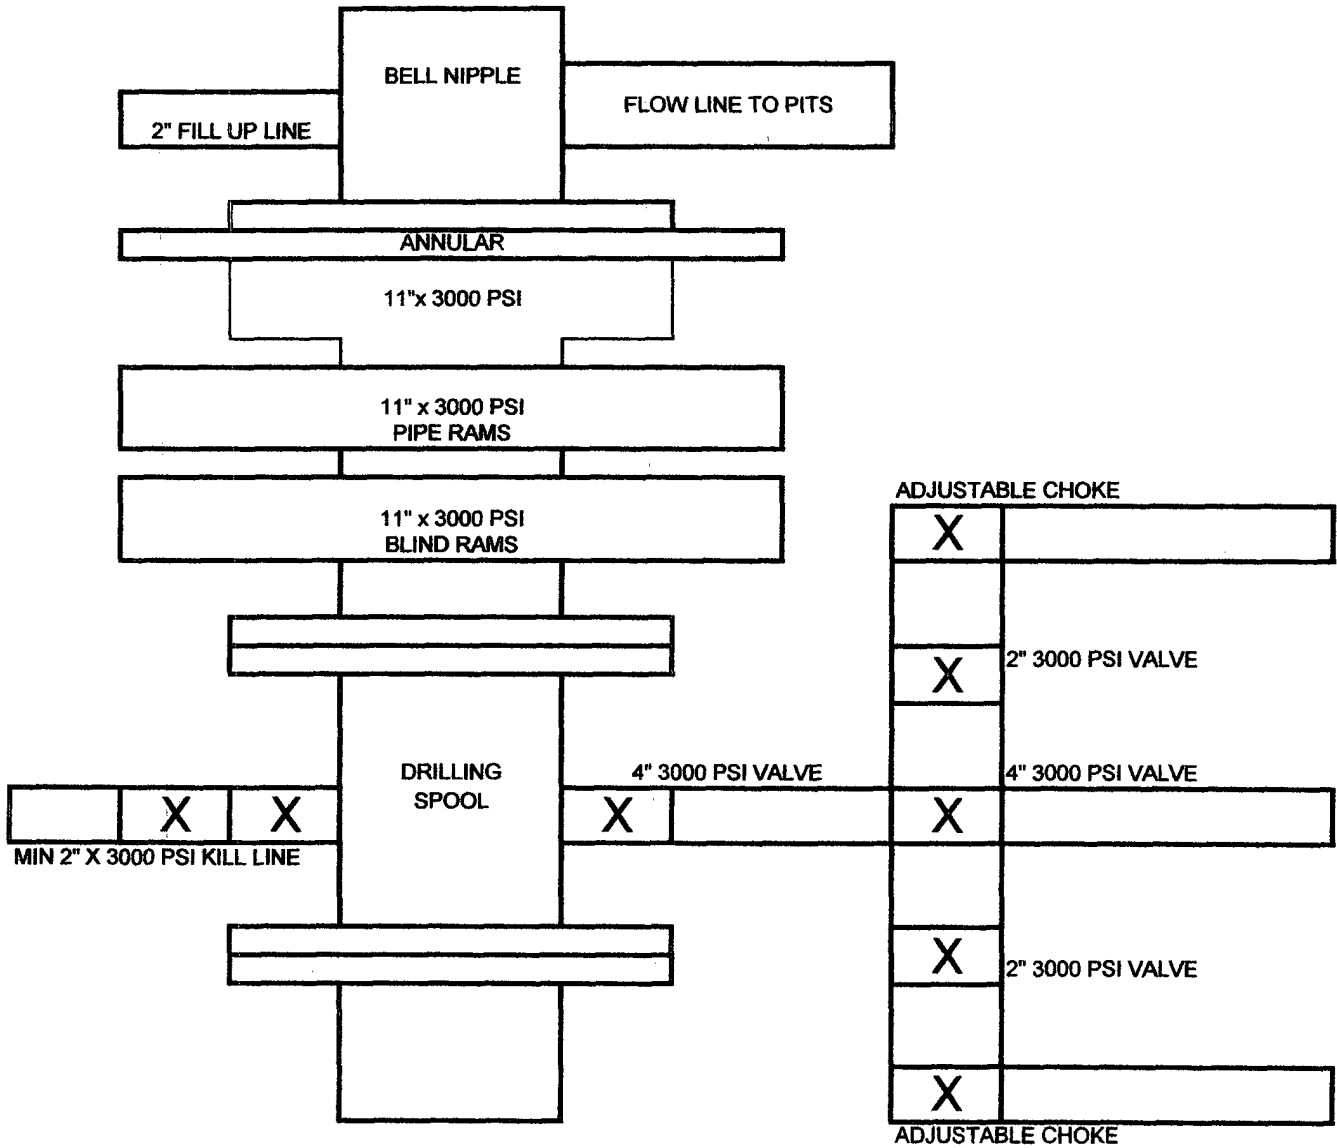 BELL NIPPLE
FLOW LINE TO PITS
2" FILL UP LINE
ANNULAR
11"x 3000 PSI
11" x 3000 PSI
PIPE RAMS
11" x 3000 PSI
BLIND RAMS
ADJUSTABLE CHOKE
X
X
2" 3000 PSI VALVE
DRILLING
SPOOL
4" 3000 PSI VALVE
4" 3000 PSI VALVE
X
X
X
X
MIN 2" X 3000 PSI KILL LINE
X
2" 3000 PSI VALVE
X
ADJUSTABLE CHOKE